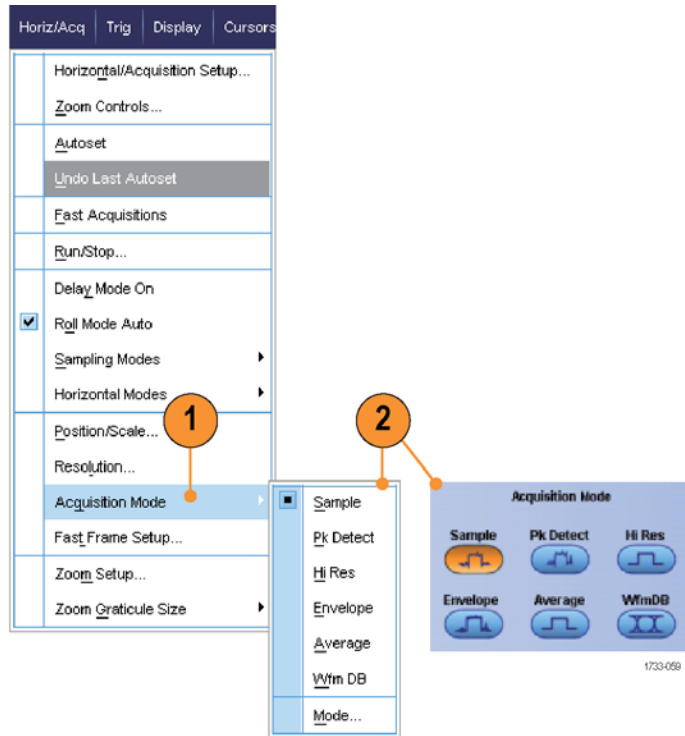 Horiz/Acq Trig Display Cursors
Horizontal/Acquisition Setup...
Zoom Controls...
Autoset
Undo Last Autoset
Fast Acquisitions
Run/Stop...
Delay Mode On
Roll Mode Auto
Sampling Modes
Horizontal Modes
1
Position/Scale...
Resolution...
Acquisition Mode
Fast Frame Setup...
Zoom Setup...
Zoom Graticule Size
2
Sample
Pk Detect
Hi Res
Envelope
Average
Wfm DB
Mode...
Acquisition Mode
Sample Pk Detect Hi Res
Envelope Average WfmDB
1733-059